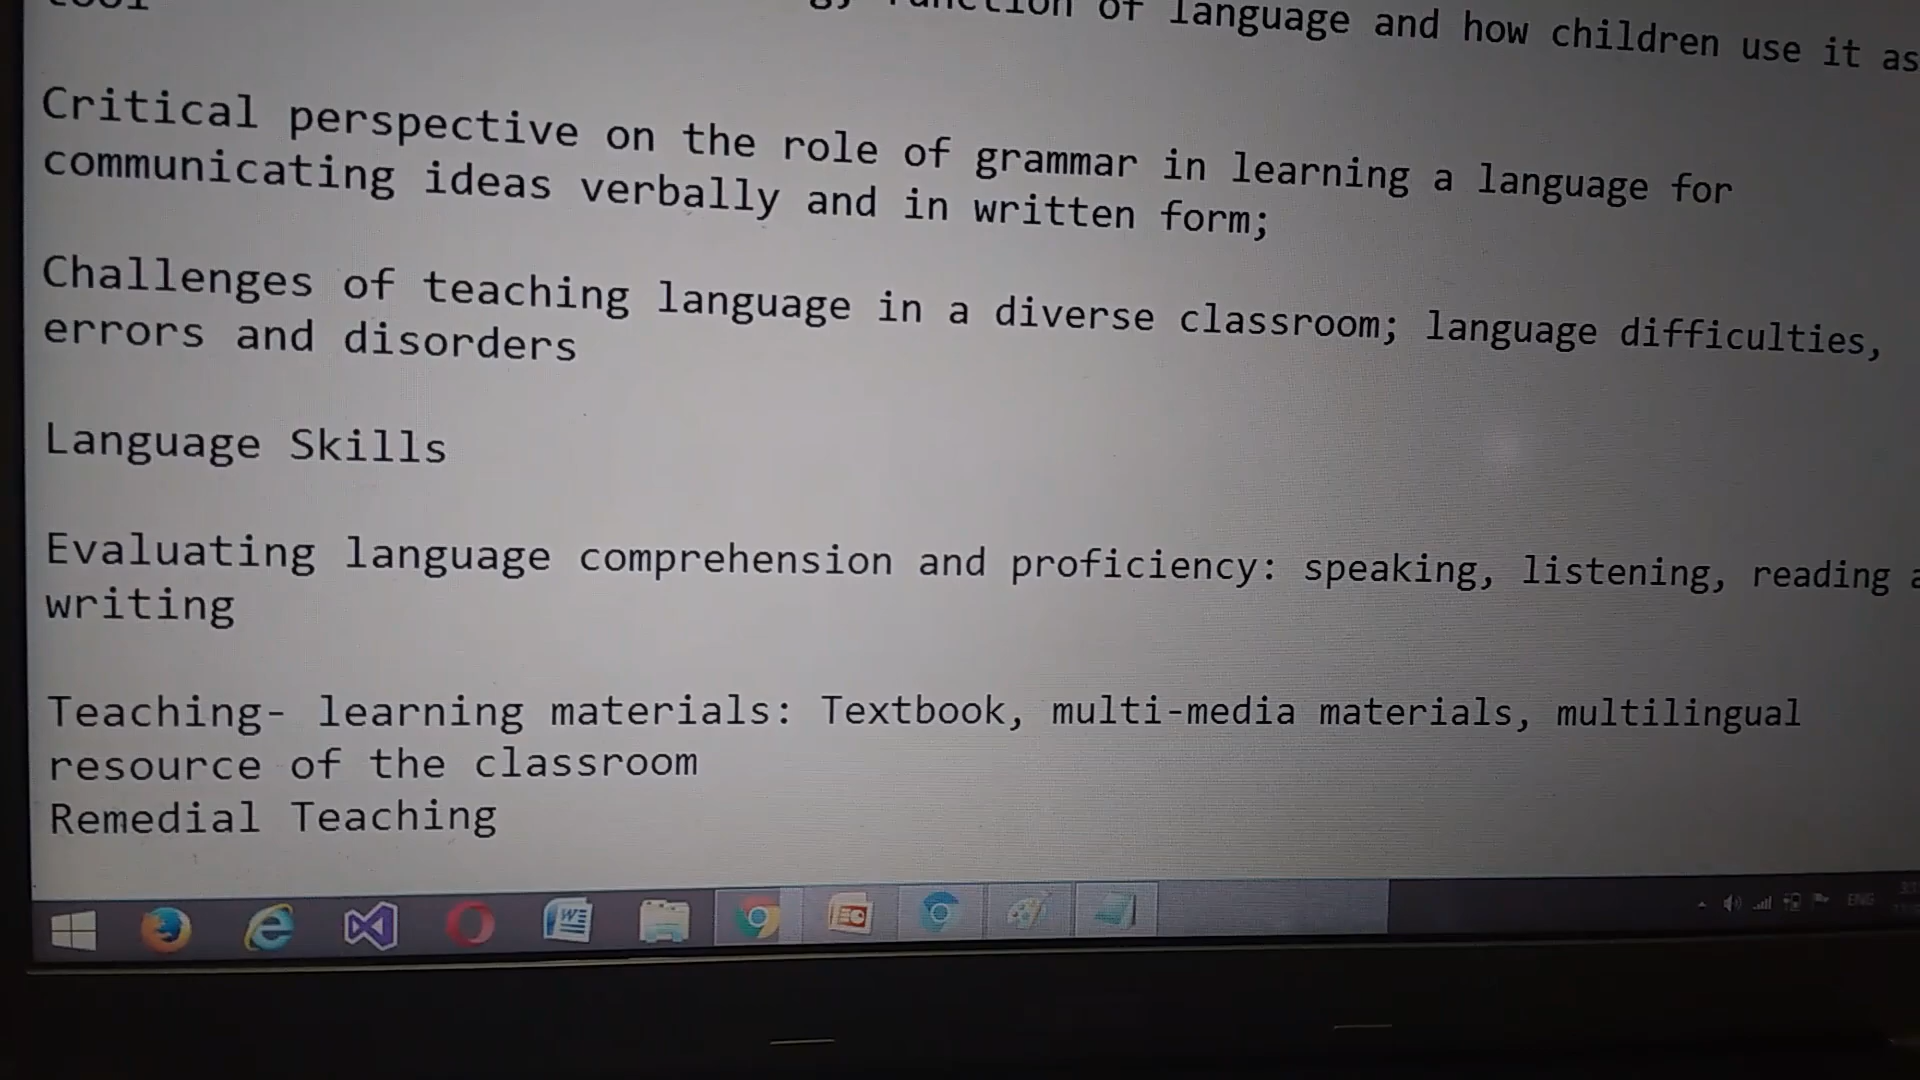 function of language and how children use it as
tool
Critical perspective on the role of grammar in learning a language for
communicating ideas verbally and in written form;
Challenges of teaching language in a diverse classroom; language difficulties,
errors and disorders
Language Skills
Evaluating language comprehension and proficiency: speaking, listening, reading
writing
Teaching- learning materials: Textbook, multi-media materials, multilingual
resource of the classroom
Remedial Teaching
ENG